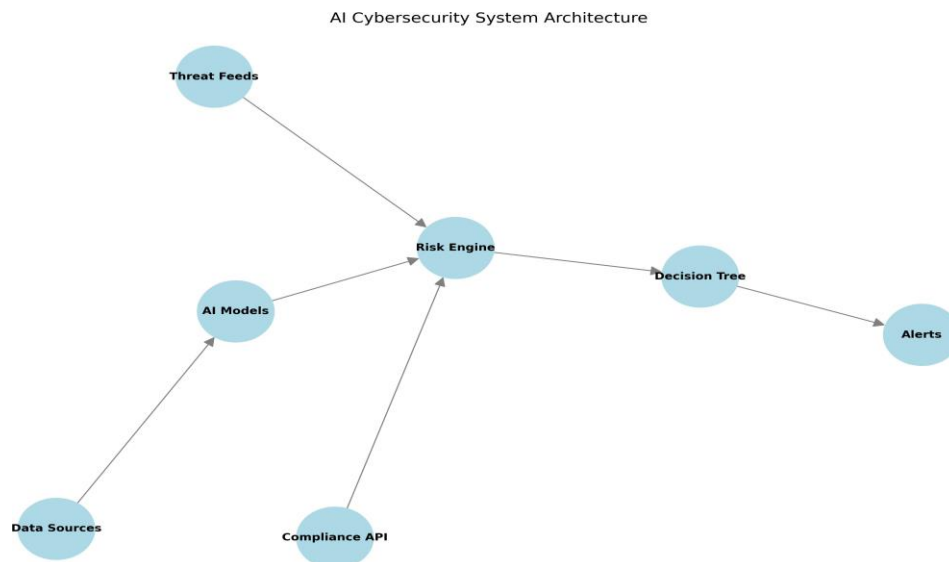 AI Cybersecurity System Architecture
Threat Feeds
Risk Engine
Decision Tree
AI Models
Alerts
Data Sources
Compliance API